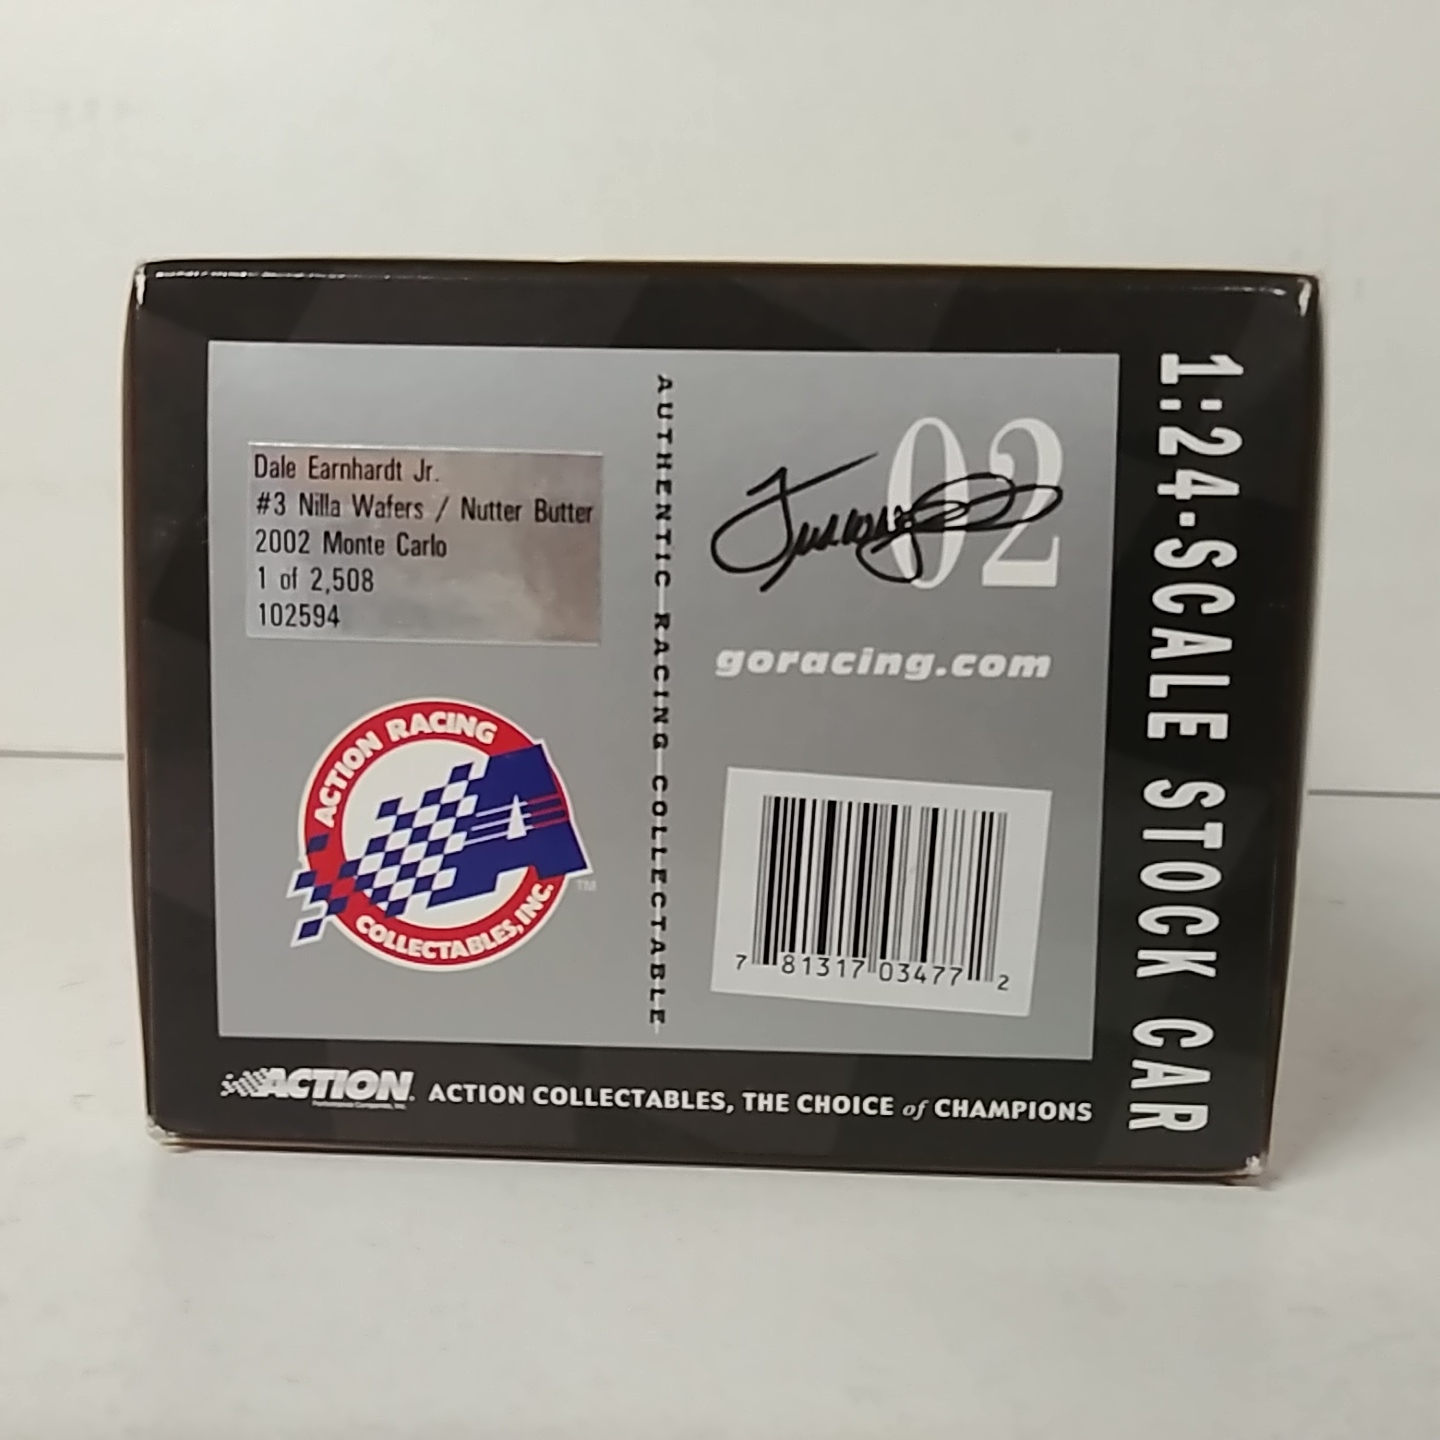 Dale Earnhardt Jr.
#3 Nilla Wafers / Nutter Butter
2002 Monte Carlo
1 of 2,508
102594
ACTION RACING
COLLECTABLES, INC.
TM
AUTHENTIC RACING COLLECTABLE
02
goracing.com
7 81317 03477 2
1:24-SCALE STOCK CAR
ACTION
ACTION COLLECTABLES, THE CHOICE of CHAMPIONS